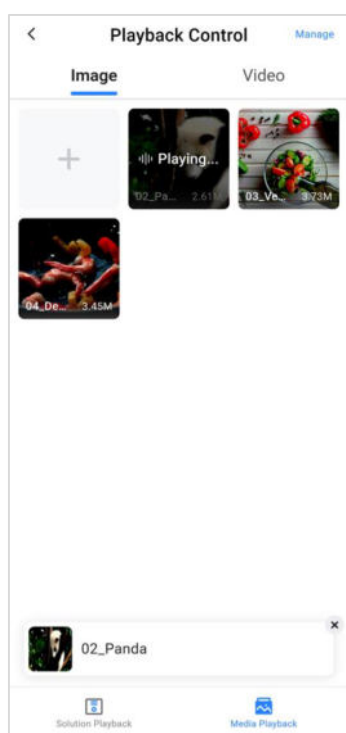 Playback Control Manage
Image Video
Playing...
02_Pa... 2.61M 03_Ve... 3.73M
04_De... 3.45M
02_Panda
Solution Playback Media Playback